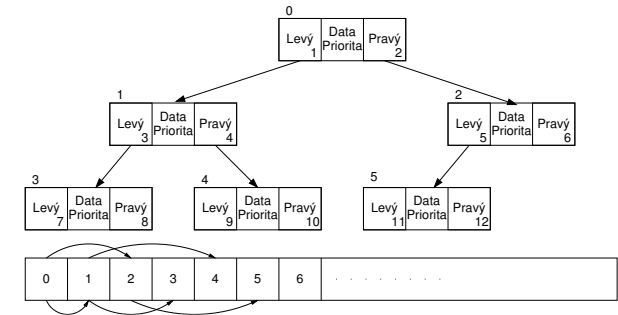 0
Levý 1 Data Priorita Pravý 2
1
Levý 3 Data Priorita Pravý 4
2
Levý 5 Data Priorita Pravý 6
3
Levý 7 Data Priorita Pravý 8
4
Levý 9 Data Priorita Pravý 10
5
Levý 11 Data Priorita Pravý 12
0 1 2 3 4 5 6 . . . . . . . .